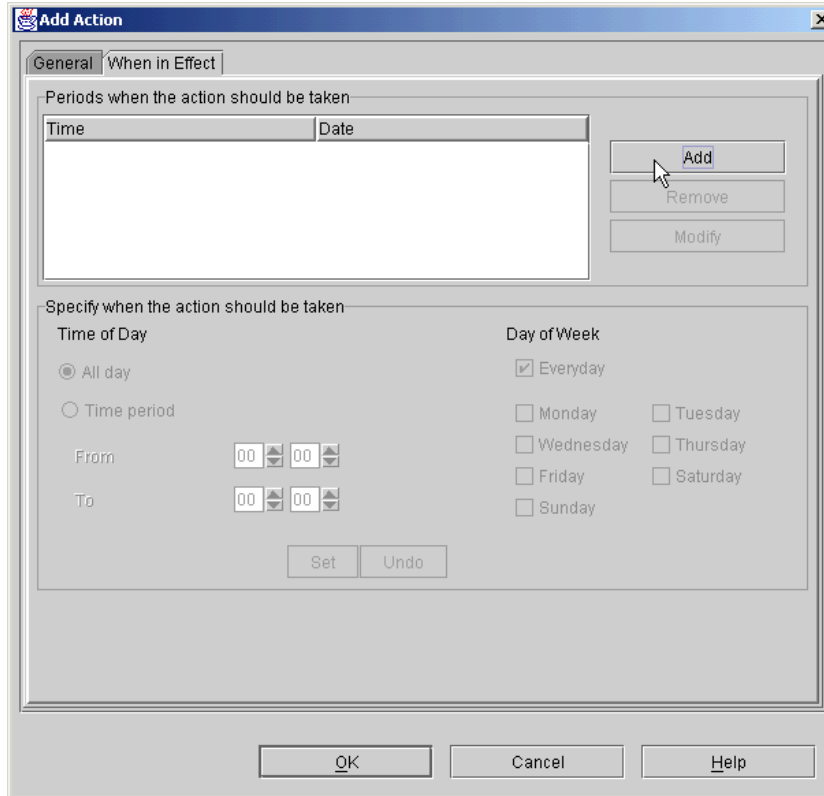 Add Action
General When in Effect
Periods when the action should be taken
Time Date
Add
Remove
Modify
Specify when the action should be taken
Time of Day Day of Week
All day Everyday
Time period Monday Tuesday
Wednesday Thursday
From 00 00
Friday Saturday
To 00 00
Sunday
Set Undo
OK Cancel Help